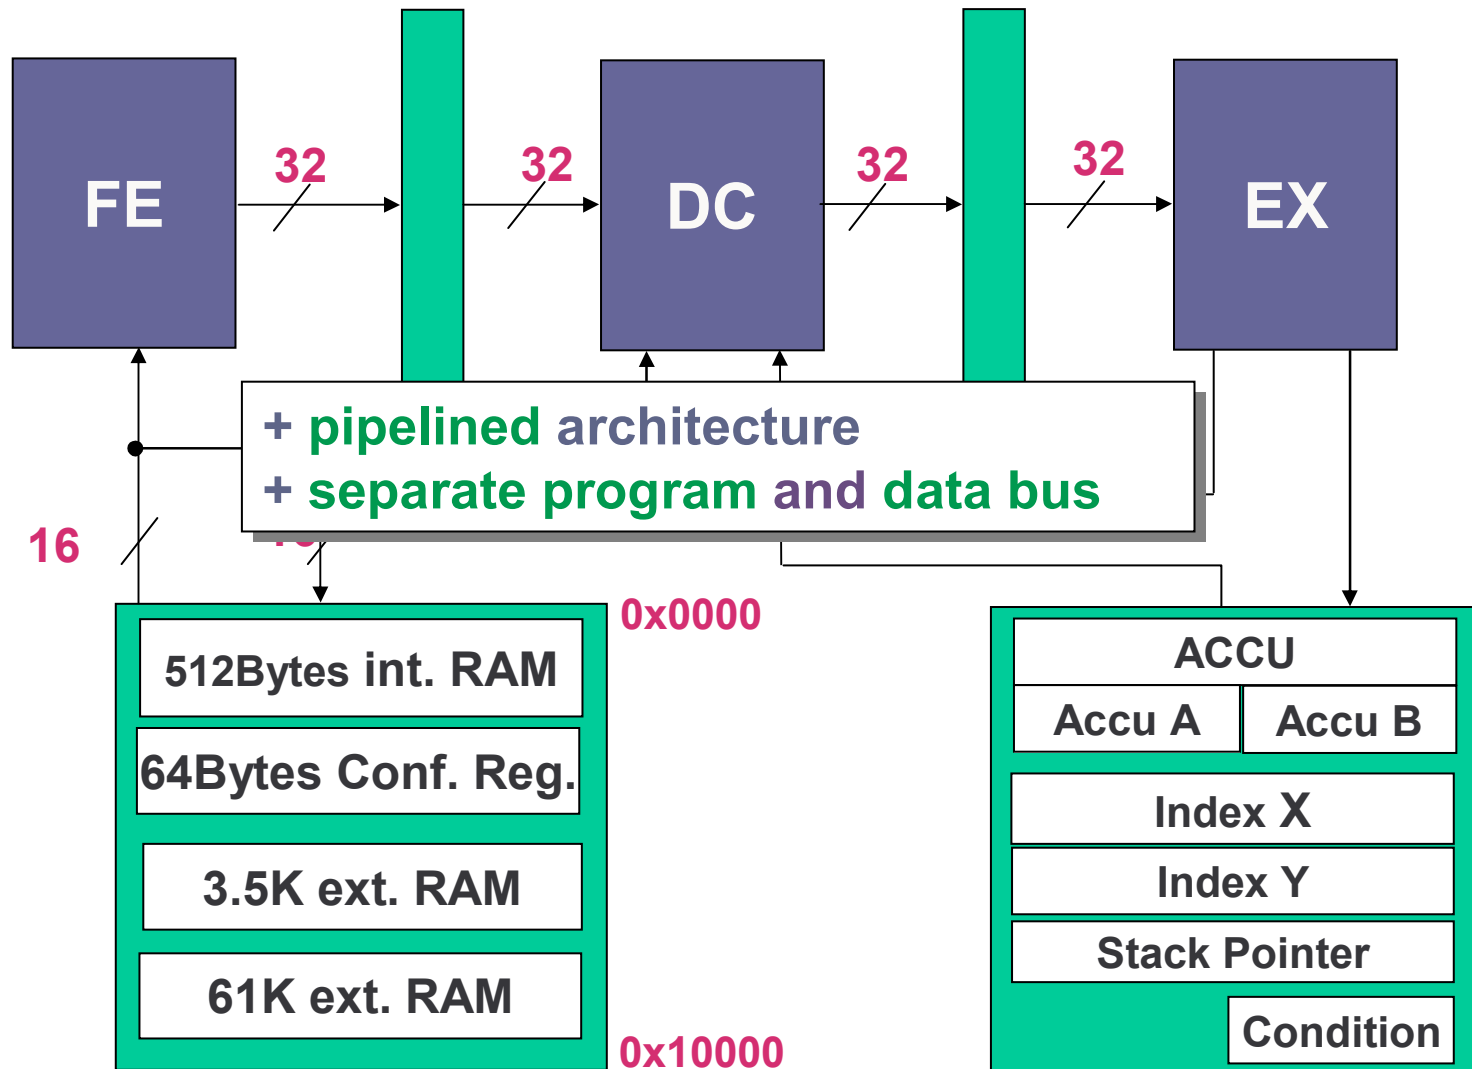 32
32
32
32
FE
DC
EX
+ pipelined architecture
+ separate program and data bus
16
0x0000
512Bytes int. RAM
64Bytes Conf. Reg.
3.5K ext. RAM
61K ext. RAM
0x10000
ACCU
Accu A
Accu B
Index X
Index Y
Stack Pointer
Condition